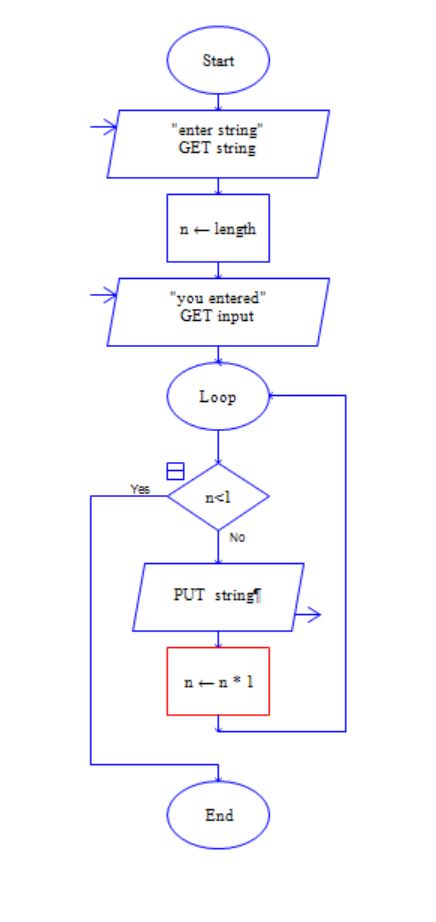 Start
"enter string"
GET string
n ← length
"you entered"
GET input
Loop
Yes
n<1
No
PUT string¶
n ← n * 1
End